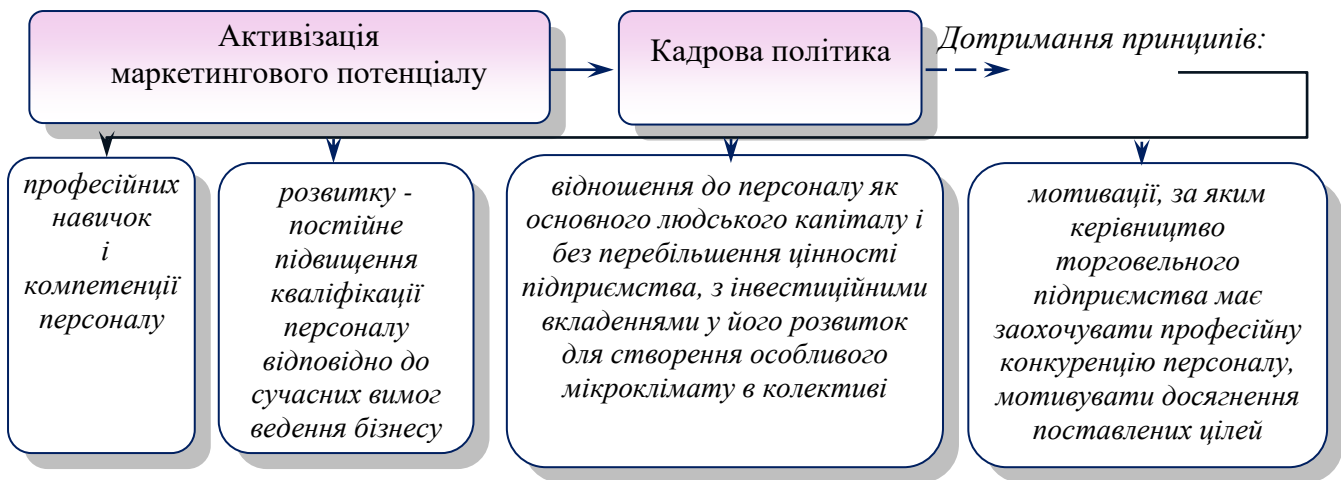 Активізація
маркетингового потенціалу
Кадрова політика
Дотримання принципів:
професійних
навичок
і
компетенції
персоналу
розвитку -
постійне
підвищення
кваліфікації
персоналу
відповідно до
сучасних вимог
ведення бізнесу
відношення до персоналу як
основного людського капіталу і
без перебільшення цінності
підприємства, з інвестиційними
вкладеннями у його розвиток
для створення особливого
мікроклімату в колективі
мотивації, за яким
керівництво
торговельного
підприємства має
заохочувати професійну
конкуренцію персоналу,
мотивувати досягнення
поставлених цілей